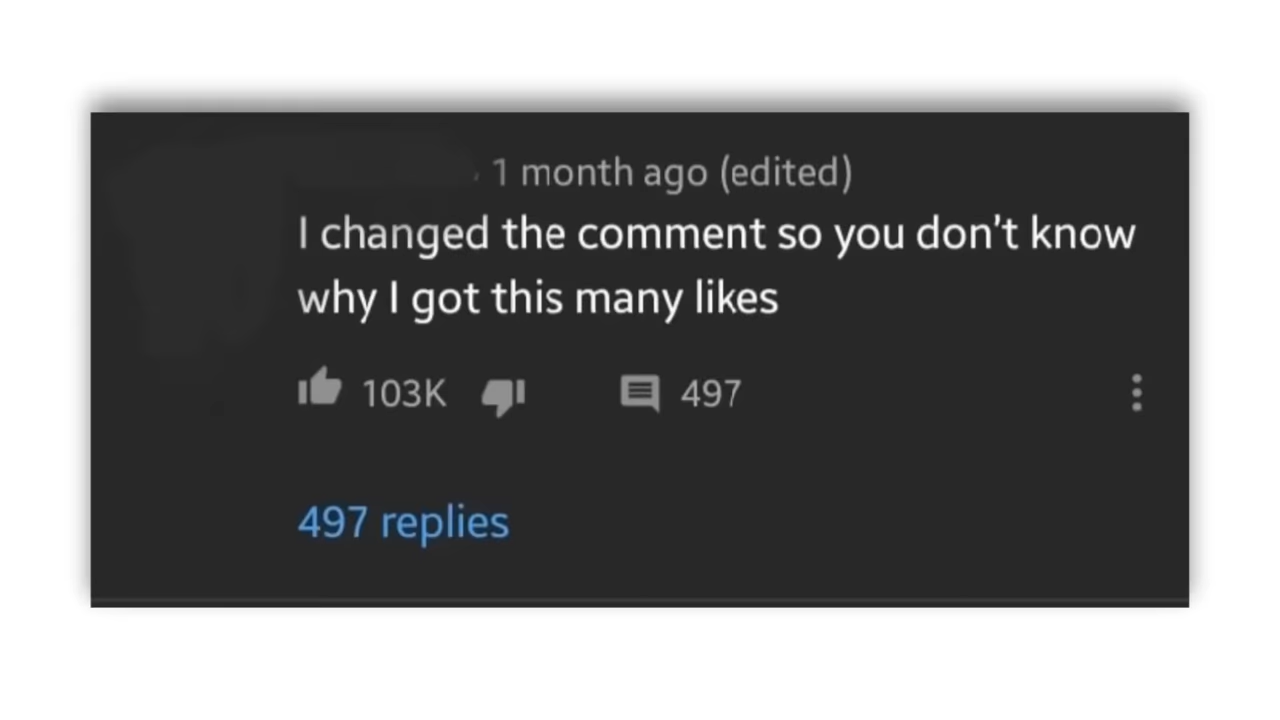 1 month ago (edited)
I changed the comment so you don't know
why I got this many likes
103K 497
497 replies